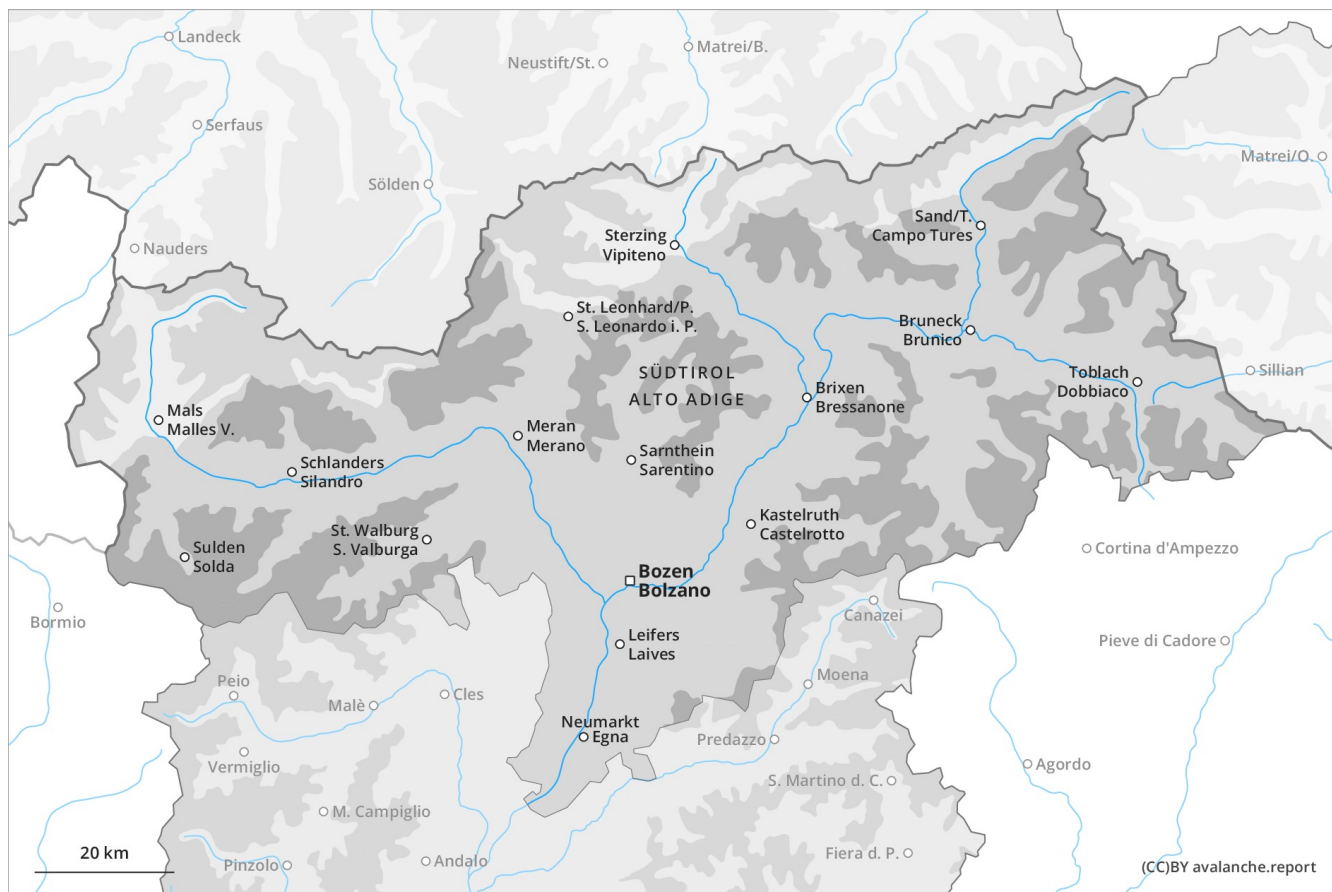 Landeck
Matrei/B.
Neustift/St.
Serfaus
Matrei/O.
Sölden
Sand/T.
Campo Tures
Sterzing
Vipiteno
Nauders
St. Leonhard/P.
S. Leonardo i. P.
Bruneck
Brunico
SÜDTIROL
ALTO ADIGE
Toblach
Dobbiaco
Sillian
Brixen
Bressanone
Mals
Malles V.
Meran
Merano
Sarnthein
Sarentino
Schlanders
Silandro
Kastelruth
Castelrotto
St. Walburg
S. Valburga
Sulden
Solda
Cortina d'Ampezzo
Bozen
Bolzano
Bormio
Canazei
Leifers
Laives
Pieve di Cadore
Peio
Malè
Cles
Moena
Neumarkt
Egna
Predazzo
Vermiglio
Agordo
S. Martino d. C.
M. Campiglio
20 km
Pinzolo
Andalo
Fiera d. P.
(CC)BY avalanche.report